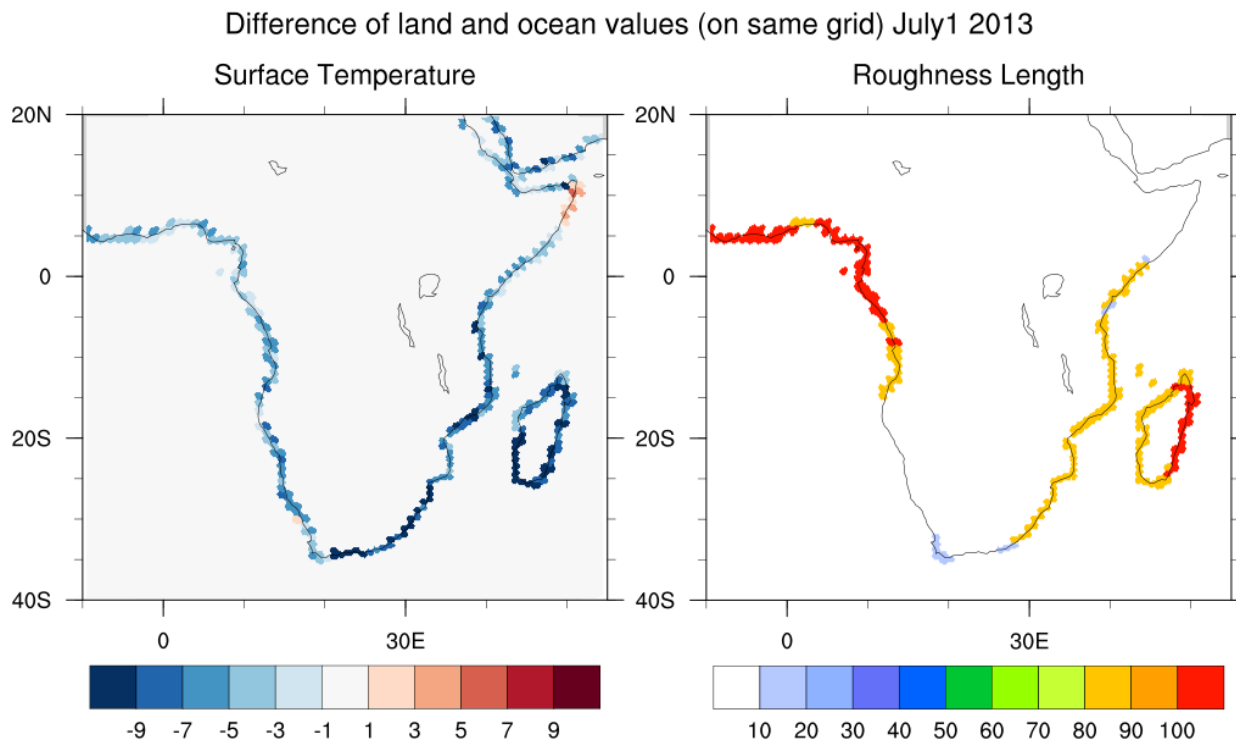 Difference of land and ocean values (on same grid) July1 2013
Surface Temperature
Roughness Length
20N
0
20S
40S
0
30E
20N
0
20S
40S
0
30E
-9 -7 -5 -3 -1 1 3 5 7 9
10 20 30 40 50 60 70 80 90 100